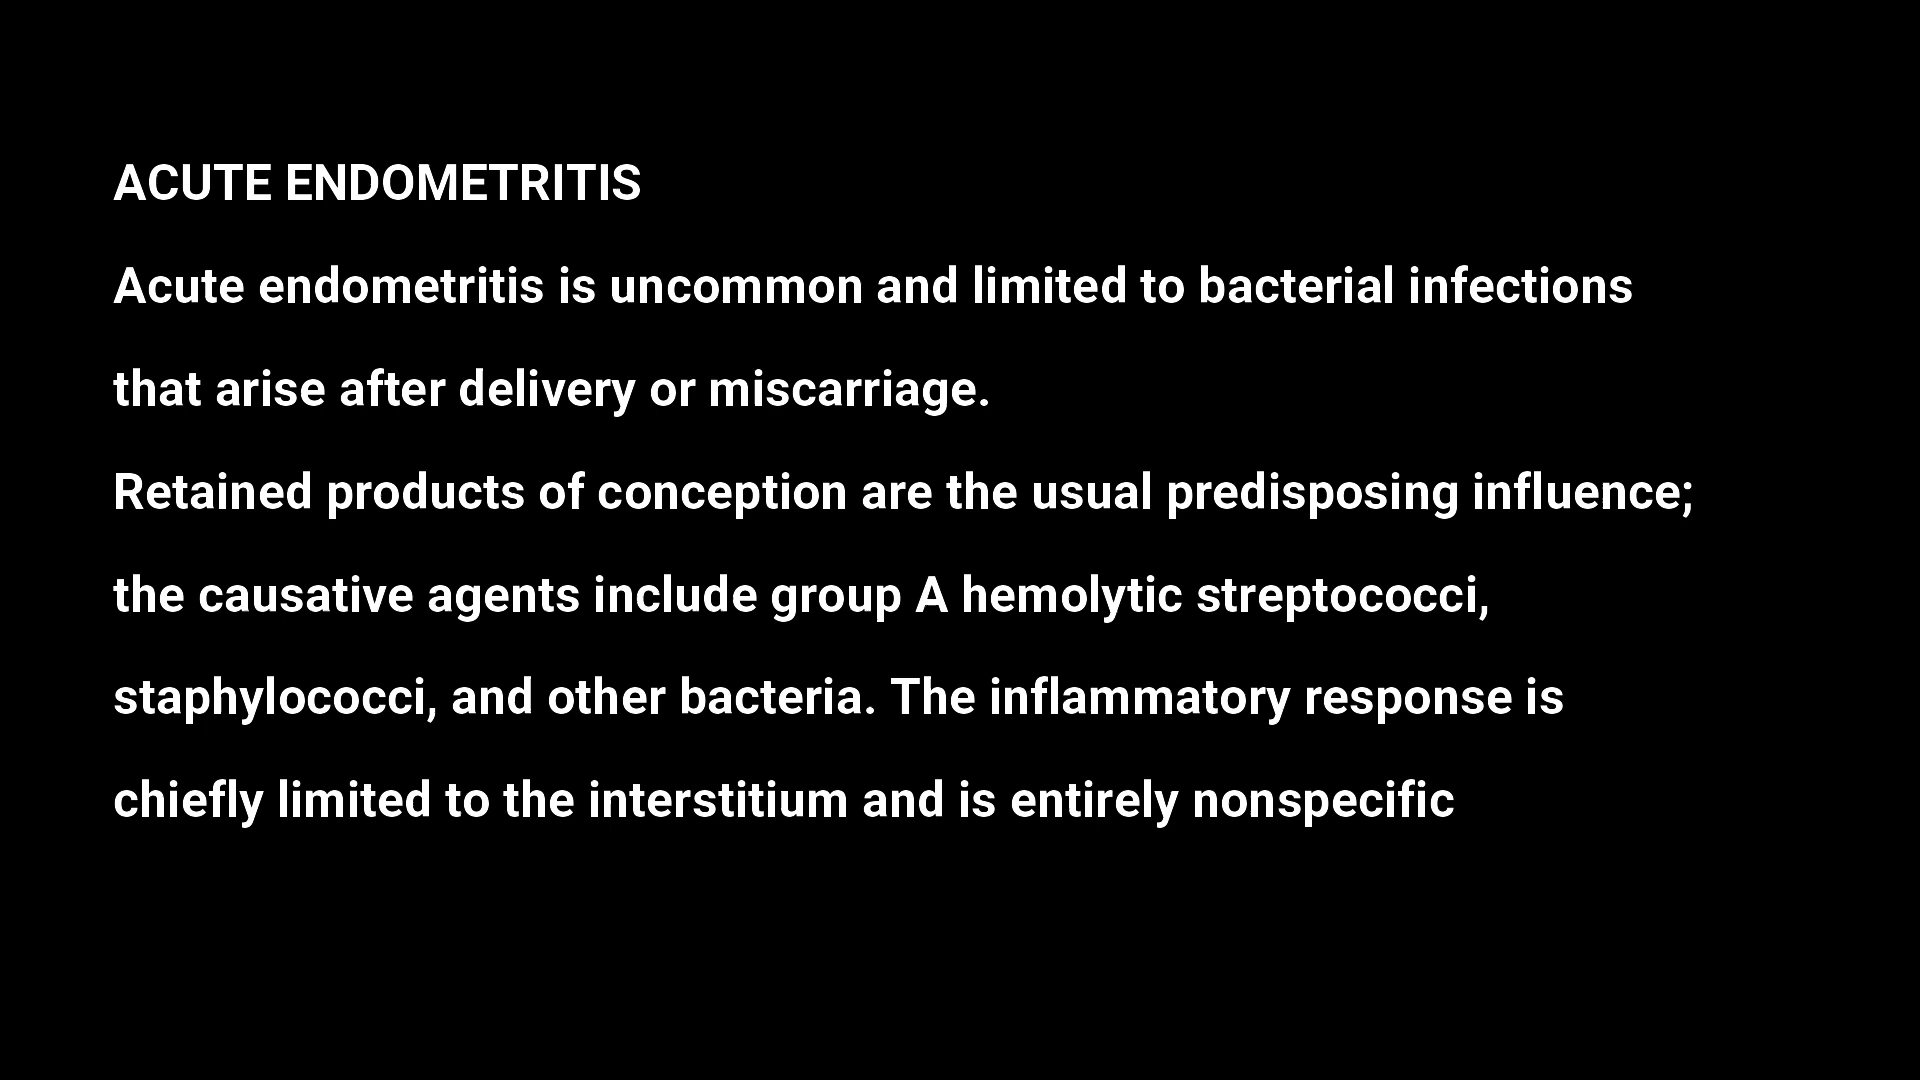 ACUTE ENDOMETRITIS
Acute endometritis is uncommon and limited to bacterial infections
that arise after delivery or miscarriage.
Retained products of conception are the usual predisposing influence;
the causative agents include group A hemolytic streptococci,
staphylococci, and other bacteria. The inflammatory response is
chiefly limited to the interstitium and is entirely nonspecific